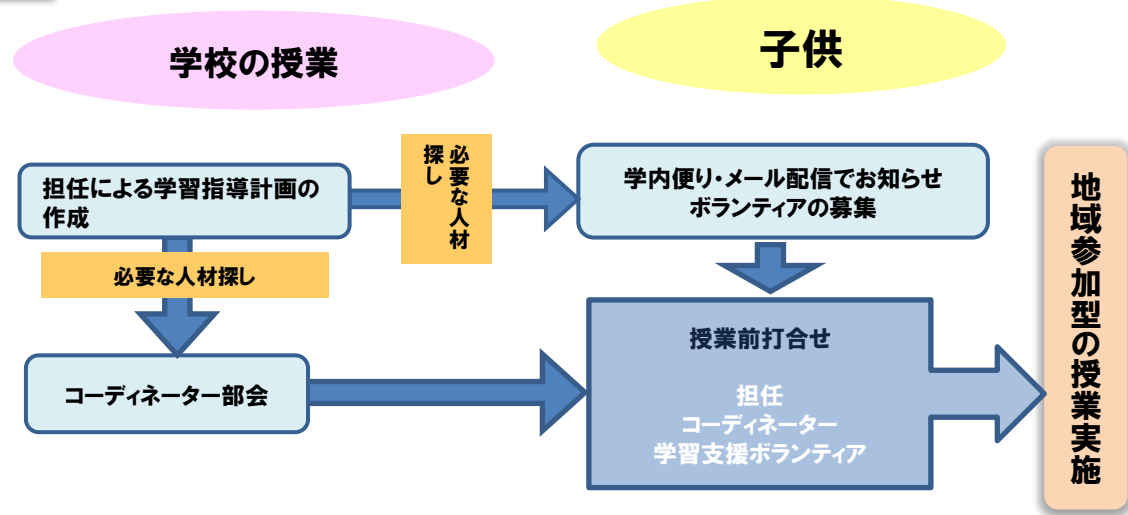 学校の授業
子供
担任による学習指導計画の
作成
必要な人材
探し
学内便り・メール配信でお知らせ
ボランティアの募集
必要な人材探し
コーディネーター部会
授業前打合せ
担任
コーディネーター
学習支援ボランティア
地域参加型の授業実施